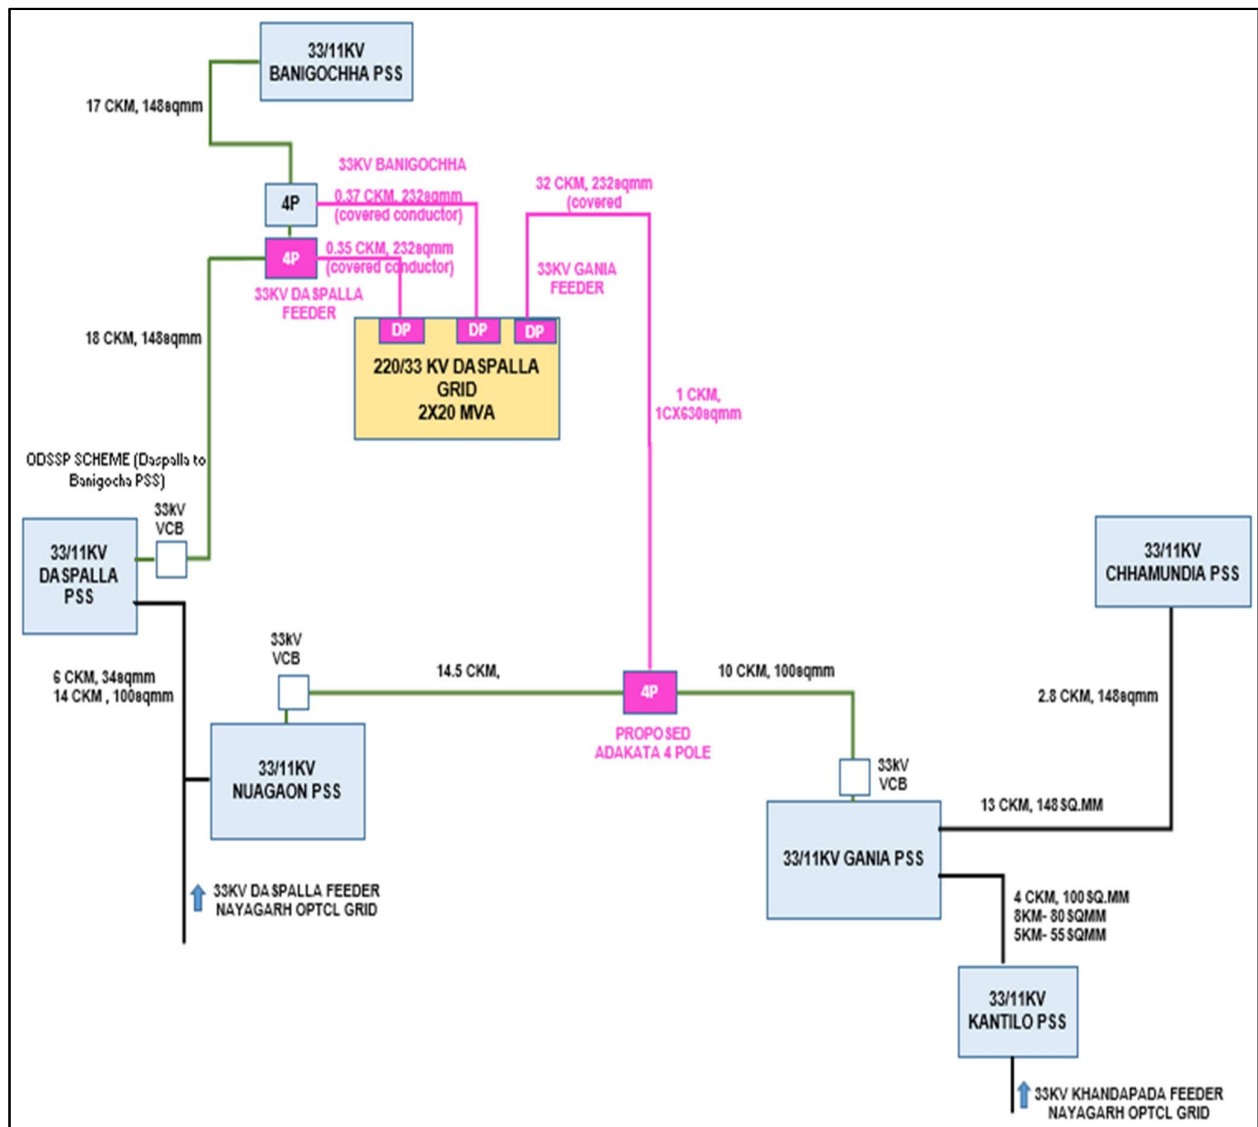 33/11KV
BANIGOCHHA PSS
17 CKM, 148sqmm
33KV BANIGOCHHA
0.37 CKM, 232sqmm
(covered conductor)
32 CKM, 232sqmm
(covered
4P
4P
0.35 CKM, 232sqmm
(covered conductor)
33KV GANIA
FEEDER
33KV DASPALLA
FEEDER
18 CKM, 148sqmm
DP
DP
DP
220/33 KV DASPALLA
GRID
2X20 MVA
1 CKM,
1CX630sqmm
ODSSP SCHEME (Daspalla to
Banigocha PSS)
33kV
VCB
33/11KV
DASPALLA
PSS
33/11KV
CHHAMUNDIA PSS
33kV
VCB
6 CKM, 34sqmm
14 CKM , 100sqmm
14.5 CKM,
4P
10 CKM, 100sqmm
2.8 CKM, 148sqmm
PROPOSED
ADAKATA 4 POLE
33/11KV
NUAGAON PSS
33kV
VCB
13 CKM, 148SQ.MM
33/11KV GANIA PSS
33KV DASPALLA FEEDER
NAYAGARH OPTCL GRID
4 CKM, 100SQ.MM
8KM- 80SQMM
5KM- 55SQMM
33/11KV
KANTILO PSS
33KV KHANDAPADA FEEDER
NAYAGARH OPTCL GRID